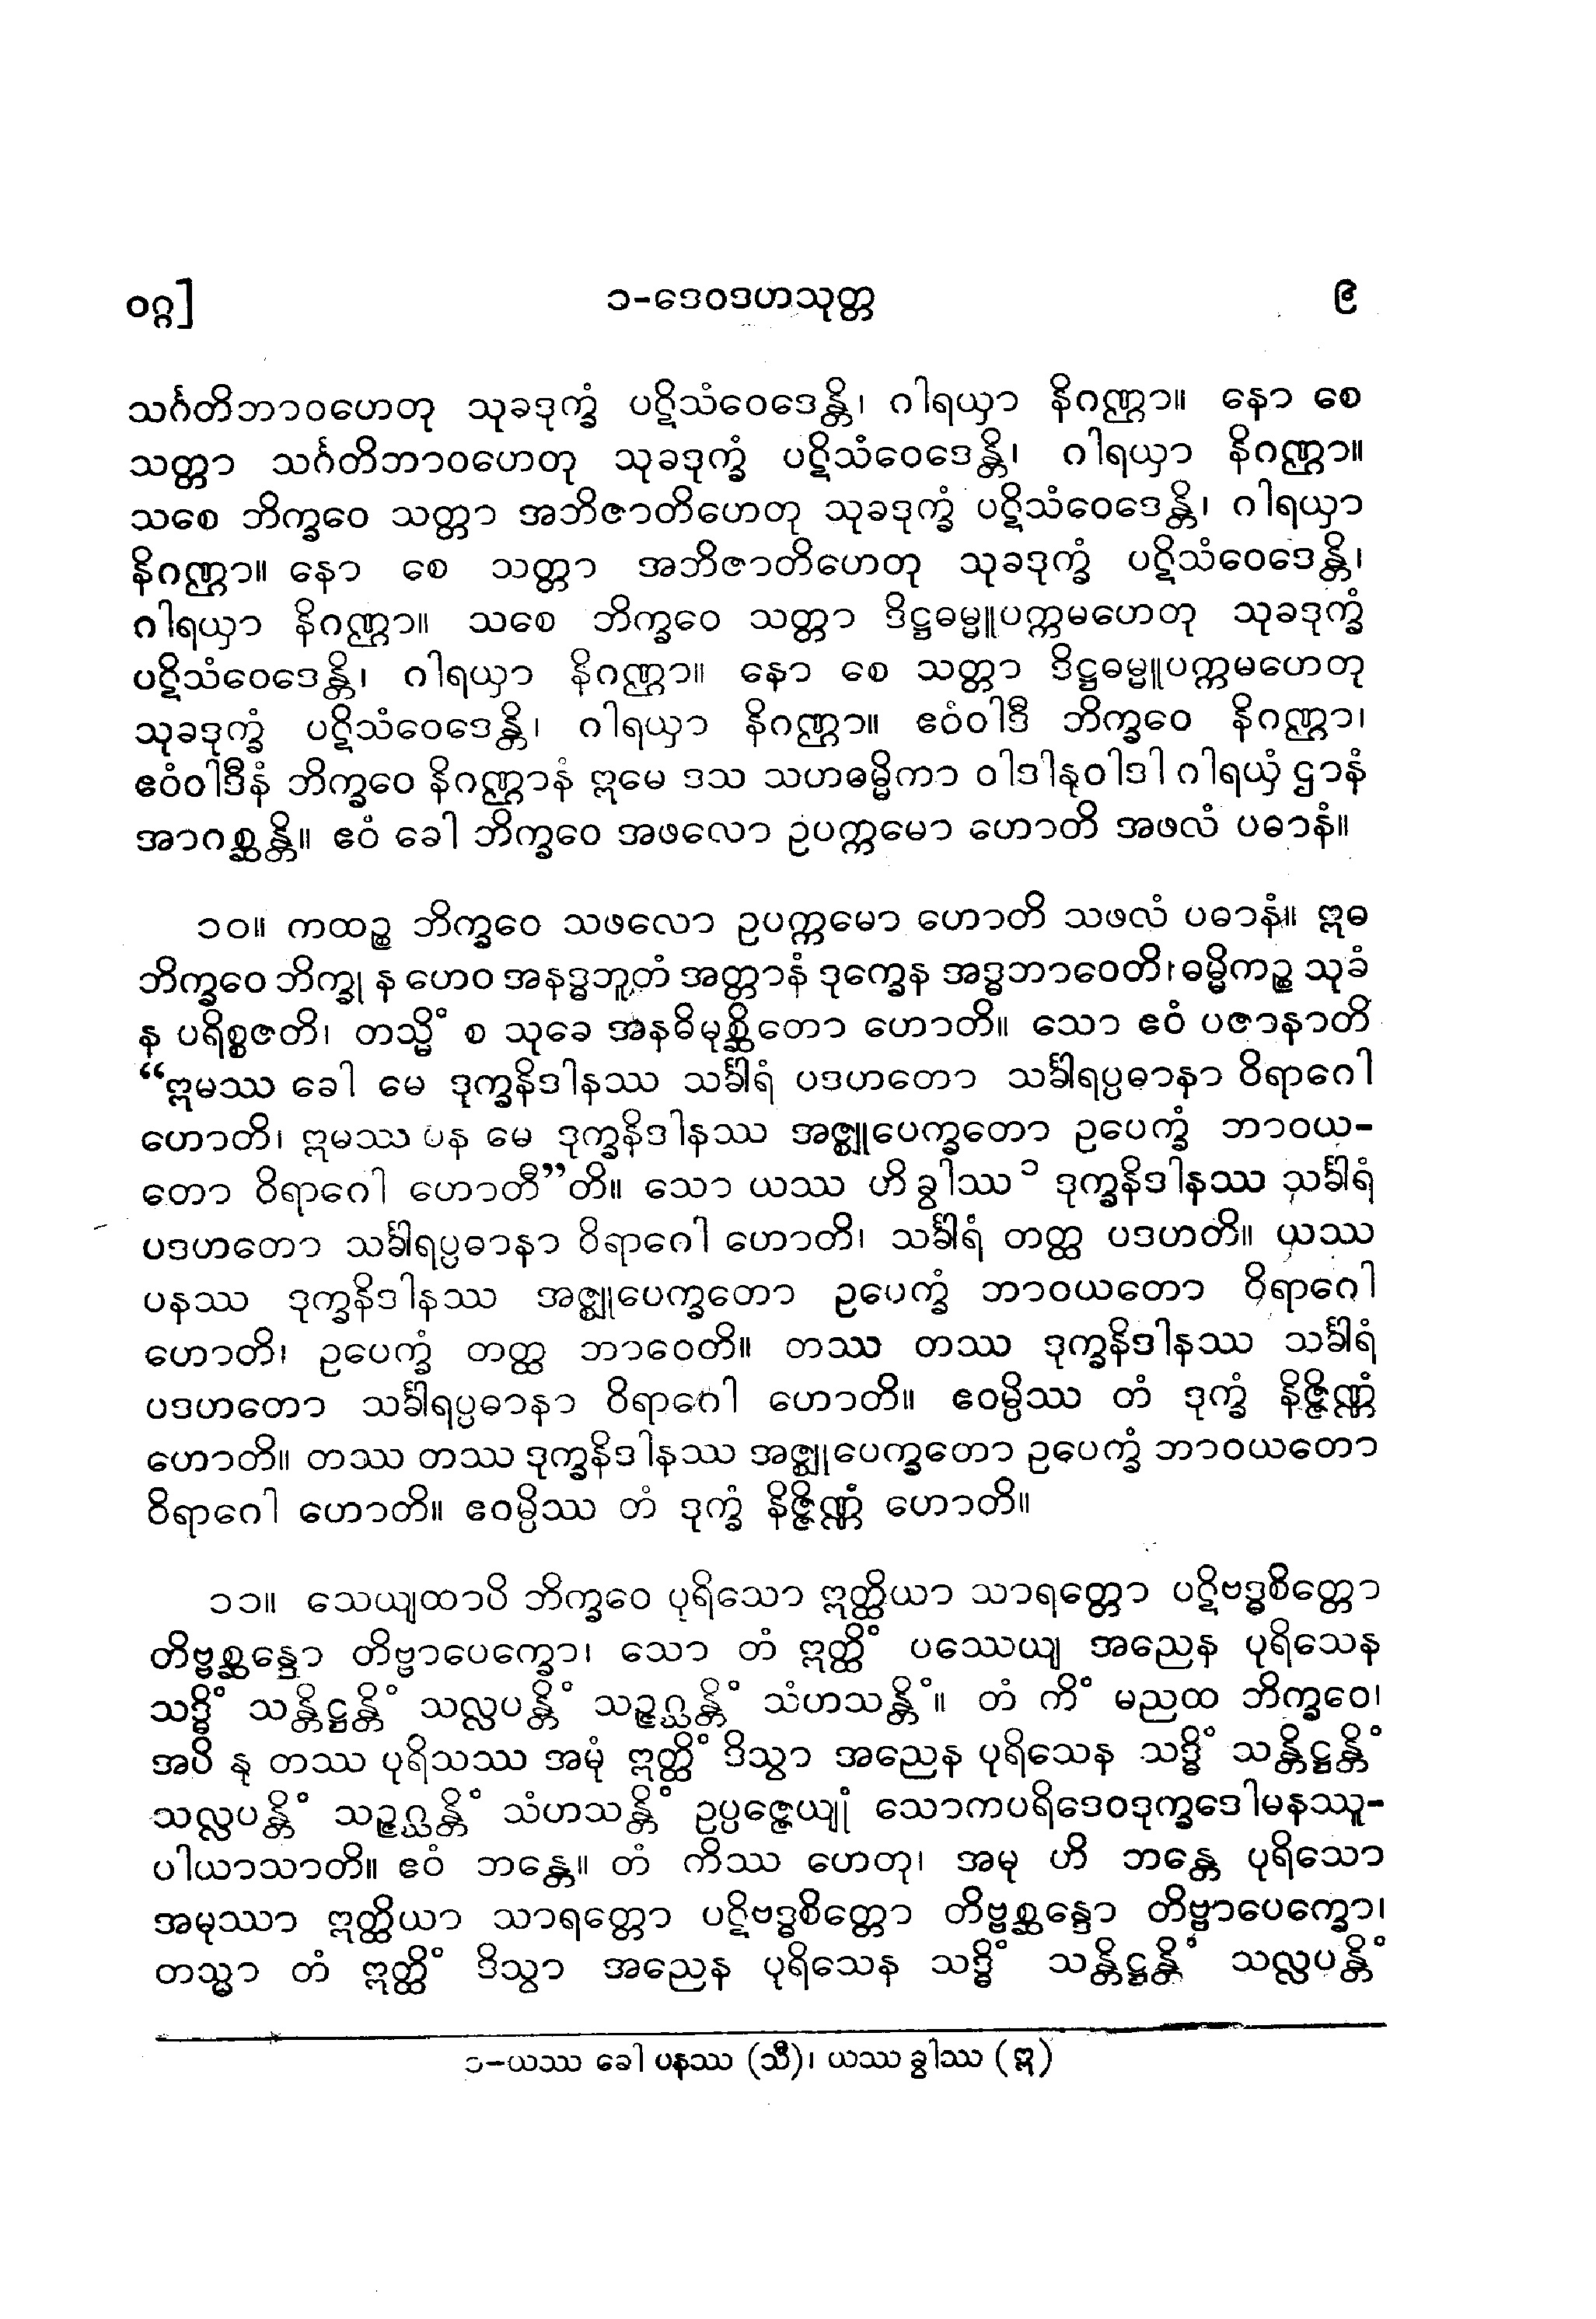 ဝဂ္ဂ] ၁-ဒေဝဒဟသုတ္တ ၉
သင်္ဂတိဘာဝဟေတု သုခဒုက္ခံ ပဋိသံဝေဒေန္တိ၊ ဂါရယှာ နိဂဏ္ဌာ။ နော စေ
သတ္တာ သင်္ဂတိဘာဝဟေတု သုခဒုက္ခံ ပဋိသံဝေဒေန္တိ၊ ဂါရယှာ နိဂဏ္ဌာ။
သစေ ဘိက္ခဝေ သတ္တာ အဘိဇာတိဟေတု သုခဒုက္ခံ ပဋိသံဝေဒေန္တိ၊ ဂါရယှာ
နိဂဏ္ဌာ။ နော စေ သတ္တာ အဘိဇာတိဟေတု သုခဒုက္ခံ ပဋိသံဝေဒေန္တိ၊
ဂါရယှာ နိဂဏ္ဌာ။ သစေ ဘိက္ခဝေ သတ္တာ ဒိဋ္ဌဓမ္မူပက္ကမဟေတု သုခဒုက္ခံ
ပဋိသံဝေဒေန္တိ၊ ဂါရယှာ နိဂဏ္ဌာ။ နော စေ သတ္တာ ဒိဋ္ဌဓမ္မူပက္ကမဟေတု
သုခဒုက္ခံ ပဋိသံဝေဒေန္တိ၊ ဂါရယှာ နိဂဏ္ဌာ။ ဧဝံဝါဒီ ဘိက္ခဝေ နိဂဏ္ဌာ၊
ဧဝံဝါဒီနံ ဘိက္ခဝေ နိဂဏ္ဌာနံ ဣမေ ဒသ သဟဓမ္မိကာ ဝါဒါနုဝါဒါ ဂါရယှံ ဌာနံ
အာဂစ္ဆန္တိ။ ဧဝံ ခေါ ဘိက္ခဝေ အဖလော ဥပက္ကမော ဟောတိ အဖလံ ပဓာနံ။
၁၀။ ကထဉ္စ ဘိက္ခဝေ သဖလော ဥပက္ကမော ဟောတိ သဖလံ ပဓာနံ။ ဣဓ
ဘိက္ခဝေ ဘိက္ခု န ဟေဝ အနဒ္ဓဘူတံ အတ္တာနံ ဒုက္ခေန အဒ္ဓဘာဝေတိ၊ ဓမ္မိကဉ္စ သုခံ
န ပရိစ္စဇတိ၊ တသ္မိံ စ သုခေ အနဓိမုစ္ဆိတော ဟောတိ။ သော ဧဝံ ပဇာနာတိ
“ဣမဿ ခေါ မေ ဒုက္ခနိဒါနဿ သင်္ခါရံ ပဒဟတော သင်္ခါရပ္ပဓာနာ ဝိရာဂေါ
ဟောတိ၊ ဣမဿ ပန မေ ဒုက္ခနိဒါနဿ အဇ္ဈုပေက္ခတော ဥပေက္ခံ ဘာဝယ-
တော ဝိရာဂေါ ဟောတီ”တိ။ သော ယဿ ဟိ ခွါဿ ၁ ဒုက္ခနိဒါနဿ သင်္ခါရံ
ပဒဟတော သင်္ခါရပ္ပဓာနာ ဝိရာဂေါ ဟောတိ၊ သင်္ခါရံ တတ္ထ ပဒဟတိ။ ယဿ
ပနဿ ဒုက္ခနိဒါနဿ အဇ္ဈုပေက္ခတော ဥပေက္ခံ ဘာဝယတော ဝိရာဂေါ
ဟောတိ၊ ဥပေက္ခံ တတ္ထ ဘာဝေတိ။ တဿ တဿ ဒုက္ခနိဒါနဿ သင်္ခါရံ
ပဒဟတော သင်္ခါရပ္ပဓာနာ ဝိရာဂေါ ဟောတိ။ ဧဝမ္ပိဿ တံ ဒုက္ခံ နိဇ္ဇိဏ္ဏံ
ဟောတိ။ တဿ တဿ ဒုက္ခနိဒါနဿ အဇ္ဈုပေက္ခတော ဥပေက္ခံ ဘာဝယတော
ဝိရာဂေါ ဟောတိ။ ဧဝမ္ပိဿ တံ ဒုက္ခံ နိဇ္ဇိဏ္ဏံ ဟောတိ။
၁၁။ သေယျထာပိ ဘိက္ခဝေ ပုရိသော ဣတ္ထိယာ သာရတ္တော ပဋိဗဒ္ဓစိတ္တော
တိဗ္ဗစ္ဆန္ဒော တိဗ္ဗာပေက္ခော၊ သော တံ ဣတ္ထိံ ပဿေယျ အညေန ပုရိသေန
သဒ္ဓိံ သန္တိဋ္ဌန္တိံ သလ္လပန္တိံ သဉ္ဇဂ္ဃန္တိံ သံဟသန္တိံ။ တံ ကိံ မညထ ဘိက္ခဝေ၊
အပိ နု တဿ ပုရိသဿ အမုံ ဣတ္ထိံ ဒိသွာ အညေန ပုရိသေန သဒ္ဓိံ သန္တိဋ္ဌန္တိံ
သလ္လပန္တိံ သဉ္ဇဂ္ဃန္တိံ သံဟသန္တိံ ဥပ္ပဇ္ဇေယျုံ သောကပရိဒေဝဒုက္ခဒေါမနဿူ-
ပါယာသာတိ။ ဧဝံ ဘန္တေ။ တံ ကိဿ ဟေတု၊ အမု ဟိ ဘန္တေ ပုရိသော
အမုဿာ ဣတ္ထိယာ သာရတ္တော ပဋိဗဒ္ဓစိတ္တော တိဗ္ဗစ္ဆန္ဒော တိဗ္ဗာပေက္ခော၊
တသ္မာ တံ ဣတ္ထိံ ဒိသွာ အညေန ပုရိသေန သဒ္ဓိံ သန္တိဋ္ဌန္တိံ သလ္လပန္တိံ
၁-ယဿ ခေါ ပနဿ (သီ)၊ ယဿ ခွါဿ (ဣ)